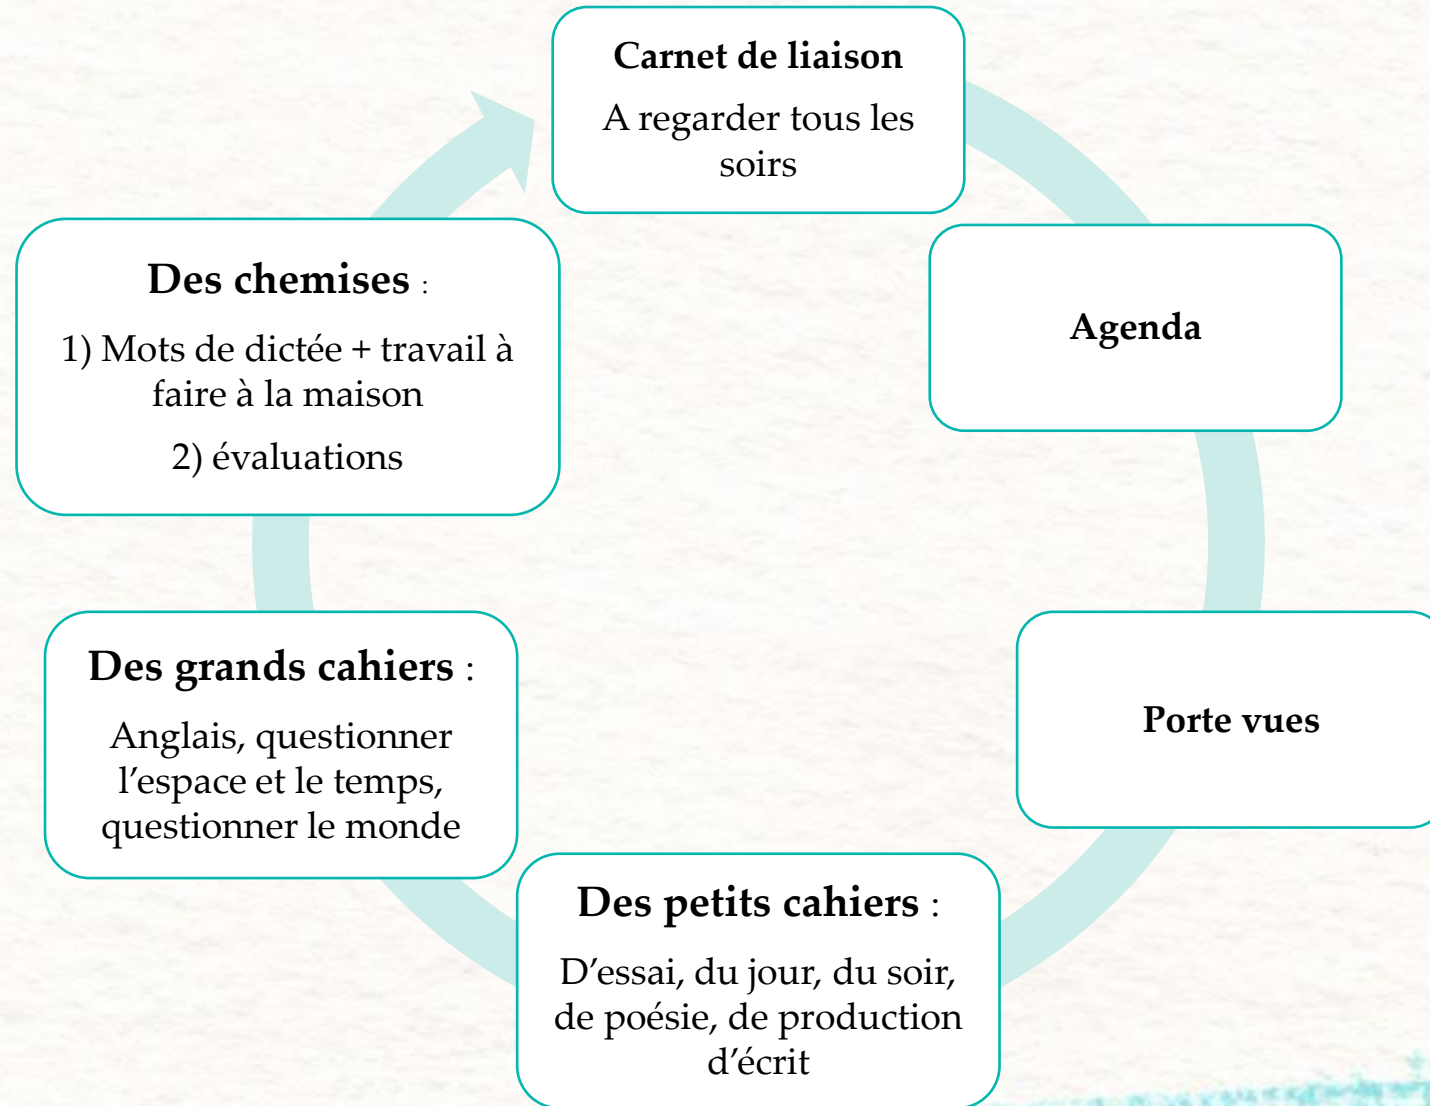 Carnet de liaison
A regarder tous les
soirs
Agenda
Porte vues
Des petits cahiers :
D’essai, du jour, du soir,
de poésie, de production
d’écrit
Des grands cahiers :
Anglais, questionner
l’espace et le temps,
questionner le monde
Des chemises :
1) Mots de dictée + travail à
faire à la maison
2) évaluations